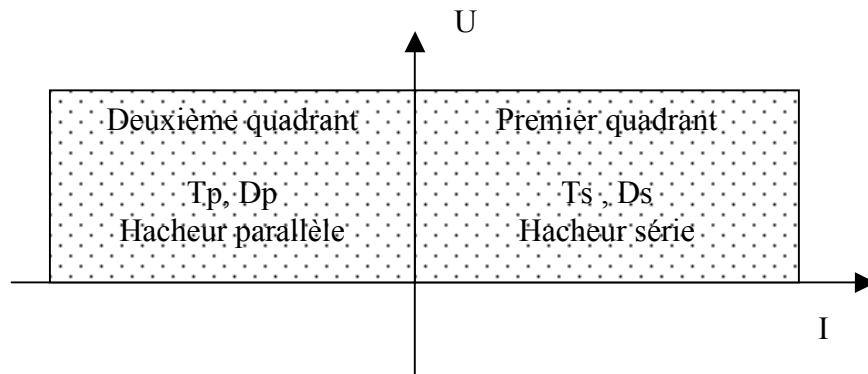 U
Deuxième quadrant
Premier quadrant
Tp, Dp
Ts , Ds
Hacheur parallèle
Hacheur série
I